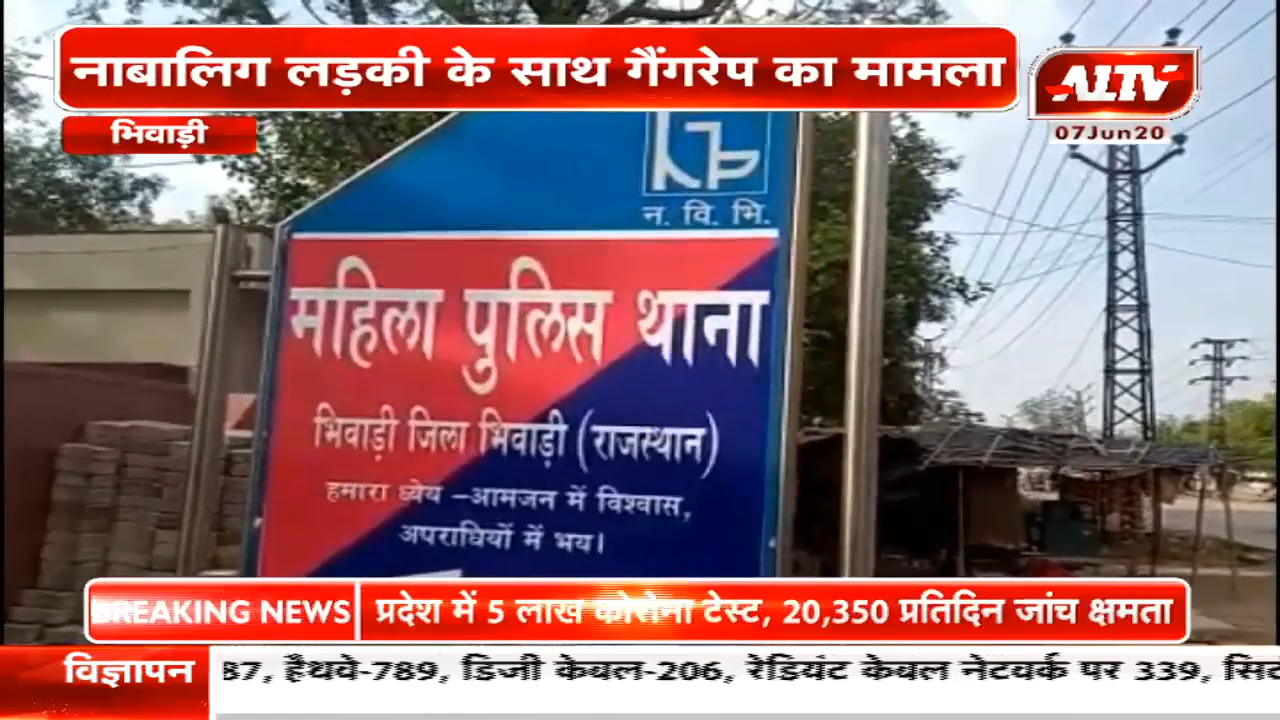 नाबालिग लड़की के साथ गैंगरेप का मामला
ALTV
भिवाड़ी
07Jun20
न. वि. भि.
महिला पुलिस थाना
भिवाड़ी जिला भिवाड़ी (राजस्थान)
हमारा ध्येय -आमजन में विश्वास,
अपराधियों में भय।
BREAKING NEWS
प्रदेश में 5 लाख कोरोना टेस्ट, 20,350 प्रतिदिन जांच क्षमता
विज्ञापन
87, हैथवे-789, डिजी केबल-206, रेडियंट केबल नेटवर्क पर 339,